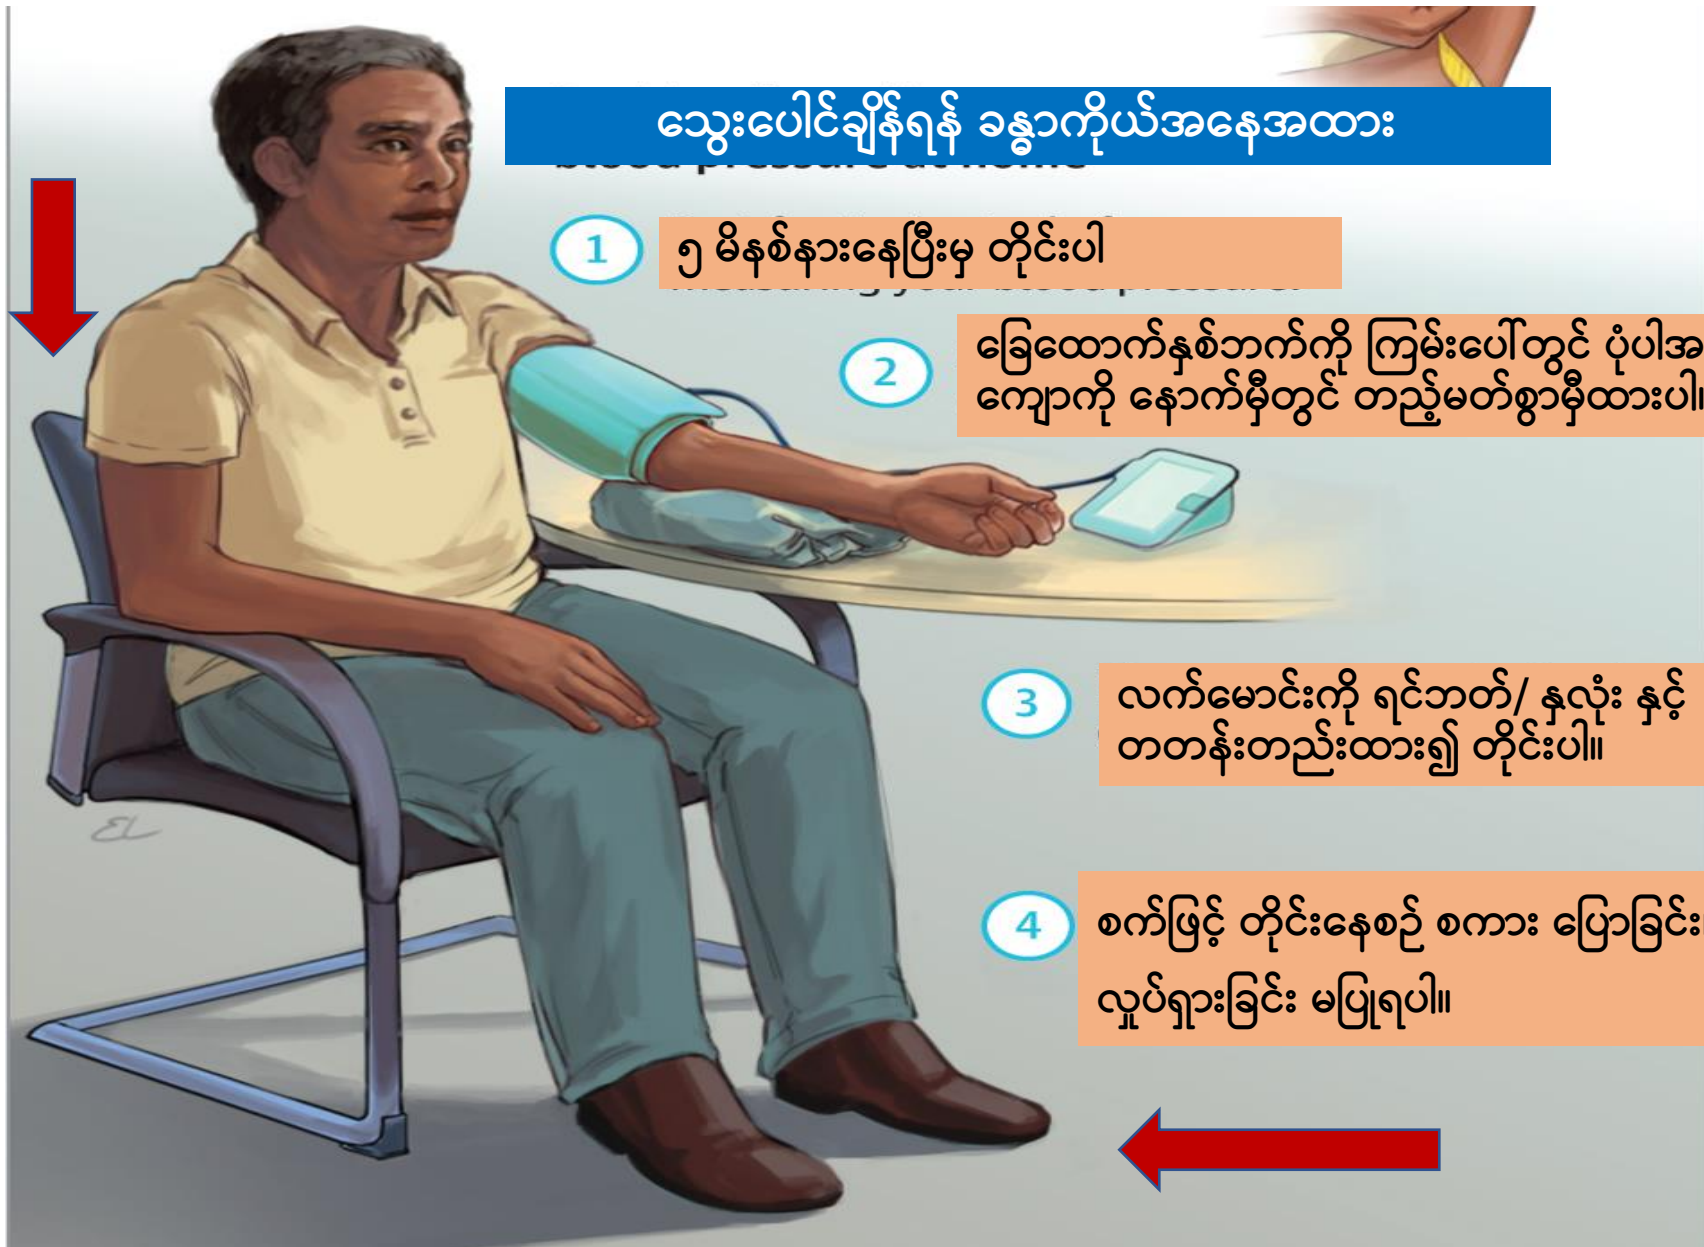 သွေးပေါင်ချိန်ရန် ခန္ဓာကိုယ်အနေအထား
1
၅ မိနစ်နားနေပြီးမှ တိုင်းပါ
2
ခြေထောက်နှစ်ဘက်ကို ကြမ်းပေါ်တွင် ပုံပါအ
ကျောကို နောက်မှီတွင် တည့်မတ်စွာမှီထားပါ။
3
လက်မောင်းကို ရင်ဘတ်/ နှလုံး နှင့်
တတန်းတည်းထား၍ တိုင်းပါ။
4
စက်ဖြင့် တိုင်းနေစဉ် စကား ပြောခြင်း
လှုပ်ရှားခြင်း မပြုရပါ။
EL